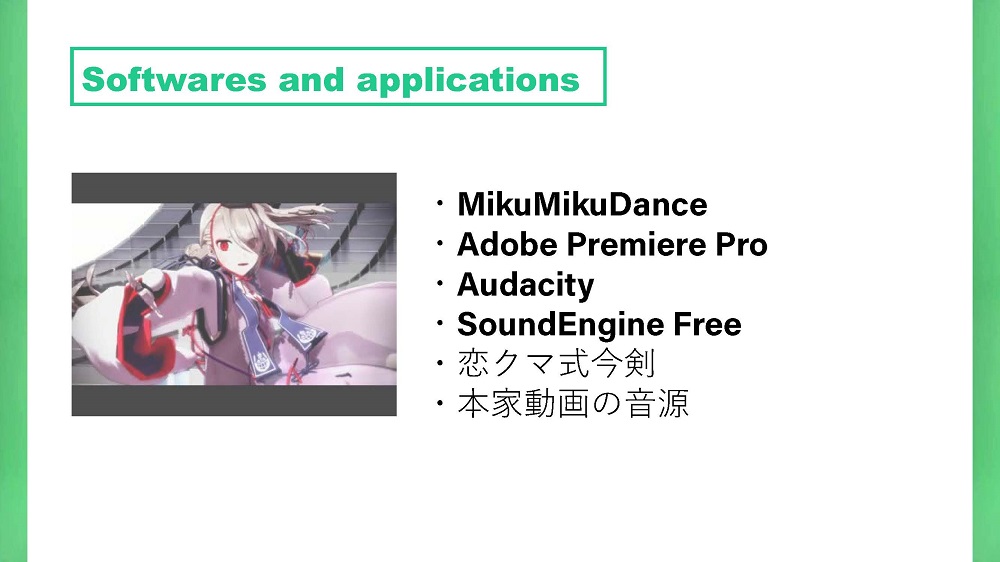 Softwares and applications
・MikuMikuDance
・Adobe Premiere Pro
・Audacity
・SoundEngine Free
・恋クマ式今剣
・本家動画の音源